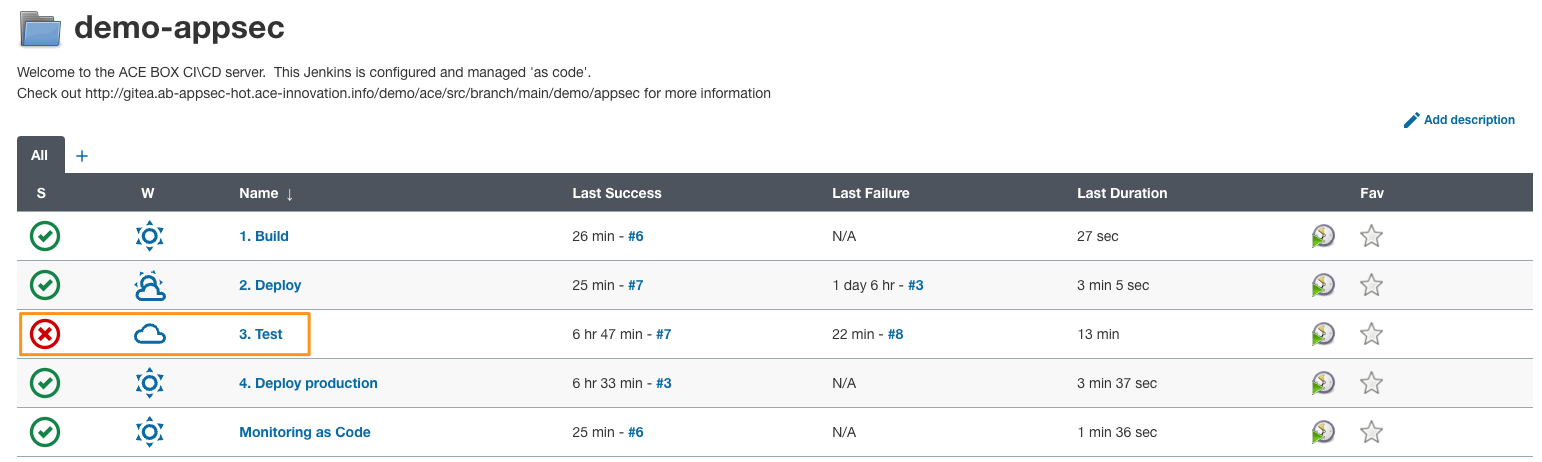 demo-appsec
Welcome to the ACE BOX CI\CD server.  This Jenkins is configured and managed 'as code'.
Check out http://gitea.ab-appsec-hot.ace-innovation.info/demo/ace/src/branch/main/demo/appsec for more information
Add description
All +
S W Name ↓ Last Success Last Failure Last Duration Fav
1. Build 26 min - #6 N/A 27 sec
2. Deploy 25 min - #7 1 day 6 hr - #3 3 min 5 sec
3. Test 6 hr 47 min - #7 22 min - #8 13 min
4. Deploy production 6 hr 33 min - #3 N/A 3 min 37 sec
Monitoring as Code 25 min - #6 N/A 1 min 36 sec